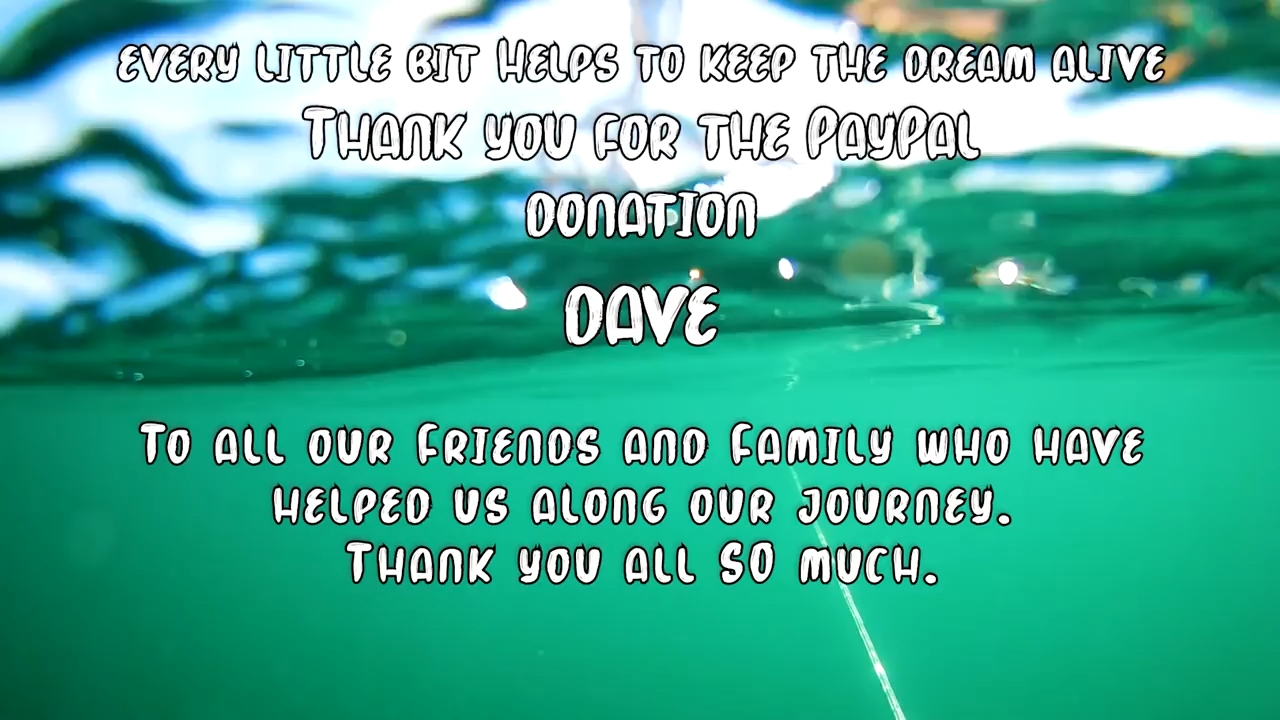 EVERY LITTLE BIT HELPS TO KEEP THE DREAM ALIVE
THANK YOU FOR THE PAYPAL
DONATION
DAVE
TO ALL OUR FRIENDS AND FAMILY WHO HAVE
HELPED US ALONG OUR JOURNEY.
THANK YOU ALL SO MUCH.